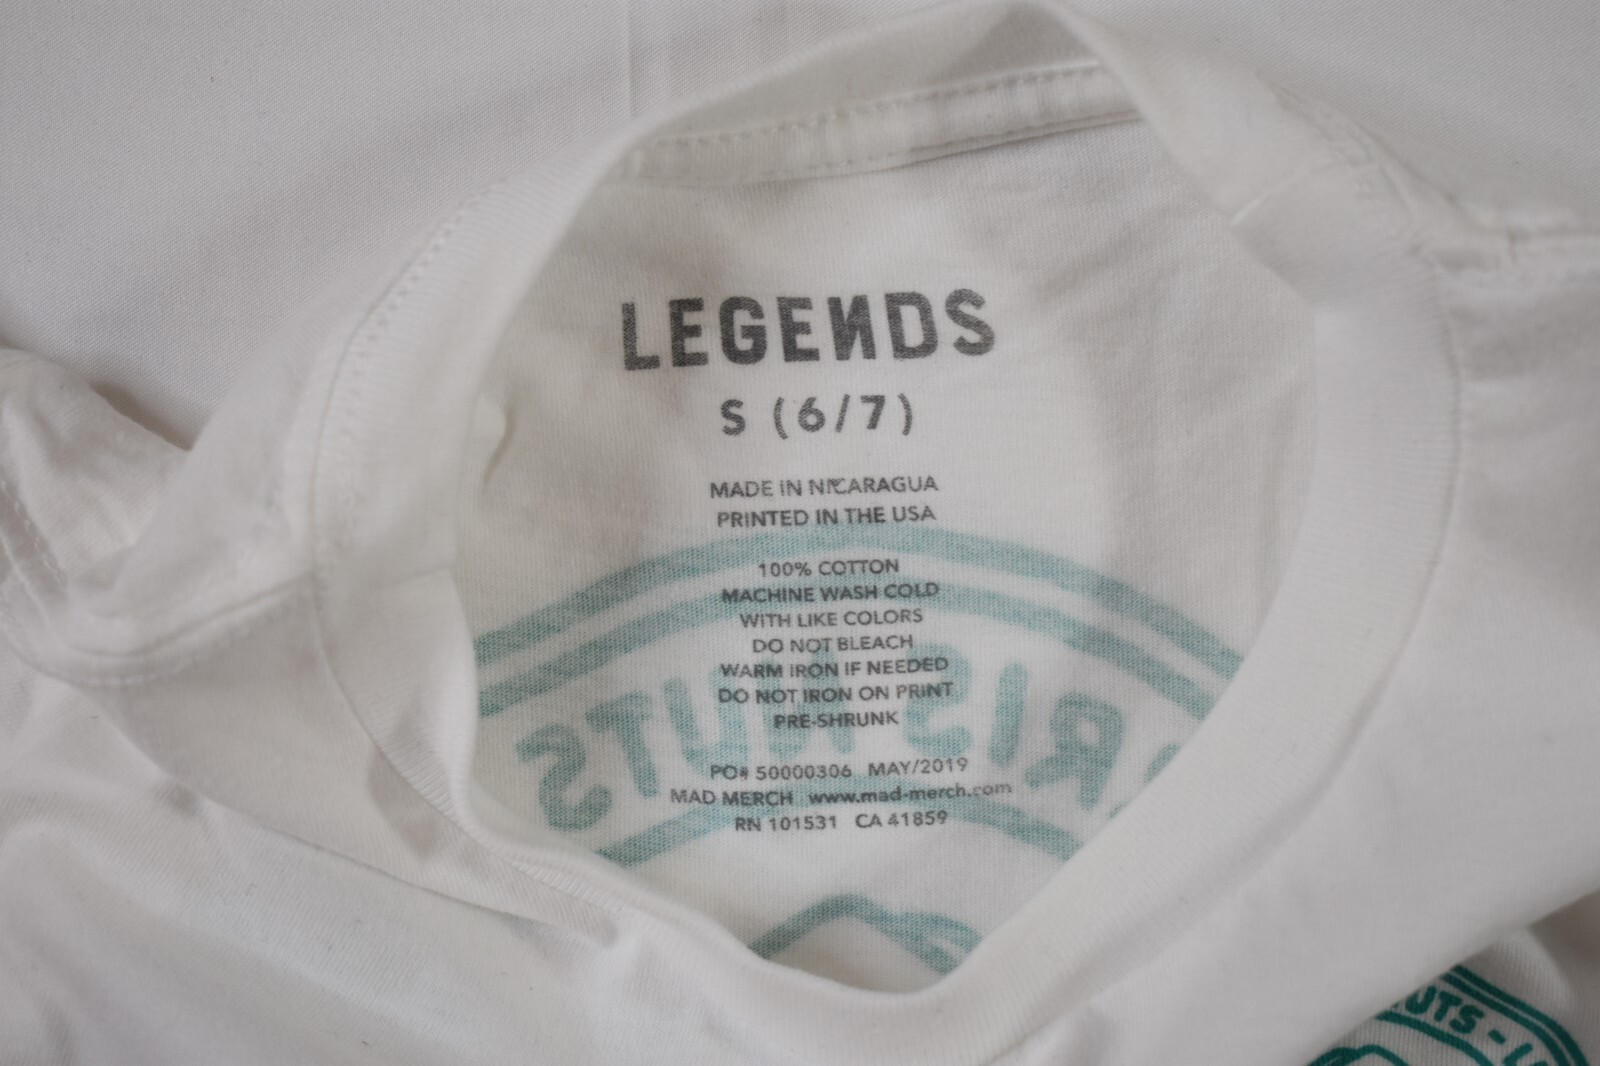 LEGENDS
S (6/7)
MADE IN NICARAGUA
PRINTED IN THE USA
100% COTTON
MACHINE WASH COLD
WITH LIKE COLORS
DO NOT BLEACH
WARM IRON IF NEEDED
DO NOT IRON ON PRINT
PRE-SHRUNK
PO# 50000306 MAY/2019
MAD MERCH www.mad-merch.com
RN 101531 CA 41859